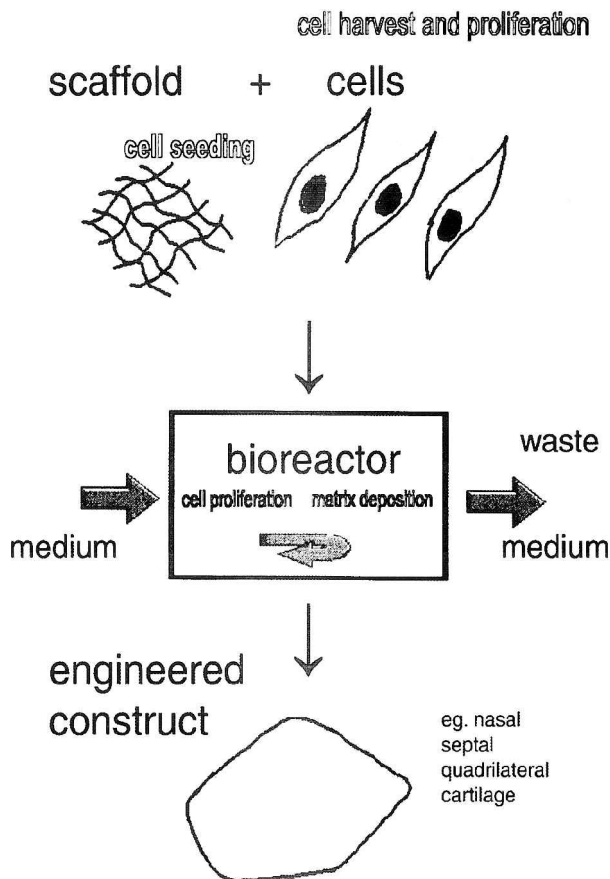 cell harvest and proliferation
scaffold + cells
cell seeding
bioreactor
cell proliferation matrix deposition
medium
waste
medium
engineered
construct
eg. nasal
septal
quadrilateral
cartilage